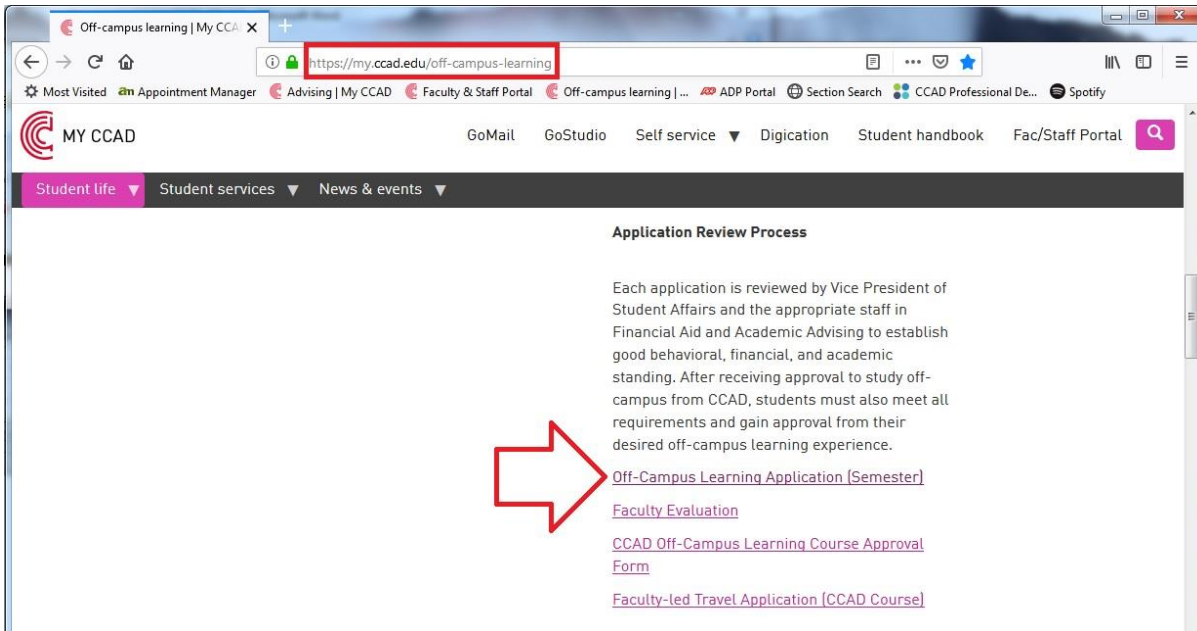 Off-campus learning | My CCA
https://my.ccad.edu/off-campus-learning
Most Visited an Appointment Manager Advising | My CCAD Faculty & Staff Portal Off-campus learning | ... ADP Portal Section Search CCAD Professional De... Spotify
MY CCAD GoMail GoStudio Self service ▼ Digication Student handbook Fac/Staff Portal
Student life ▼ Student services ▼ News & events ▼
Application Review Process
Each application is reviewed by Vice President of
Student Affairs and the appropriate staff in
Financial Aid and Academic Advising to establish
good behavioral, financial, and academic
standing. After receiving approval to study off-
campus from CCAD, students must also meet all
requirements and gain approval from their
desired off-campus learning experience.
Off-Campus Learning Application (Semester)
Faculty Evaluation
CCAD Off-Campus Learning Course Approval
Form
Faculty-led Travel Application (CCAD Course)